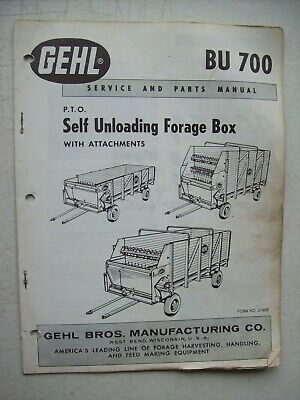 GEHL®
BU 700
SERVICE AND PARTS MANUAL
P.T.O.
Self Unloading Forage Box
WITH ATTACHMENTS
FORM NO.
GEHL BROS. MANUFACTURING CO.
WEST BEND, WISCONSIN, U.S.A.
AMERICA'S LEADING LINE OF FORAGE HARVESTING, HANDLING,
AND FEED MAKING EQUIPMENT